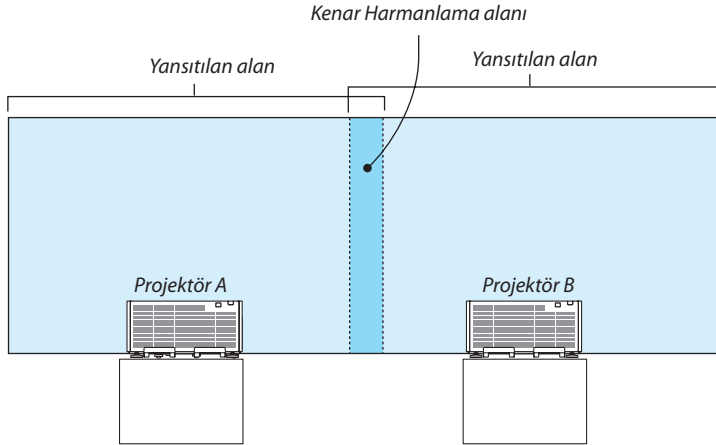 Kenar Harmanlama alanı
Yansıtılan alan
Yansıtılan alan
Projektör A
Projektör B